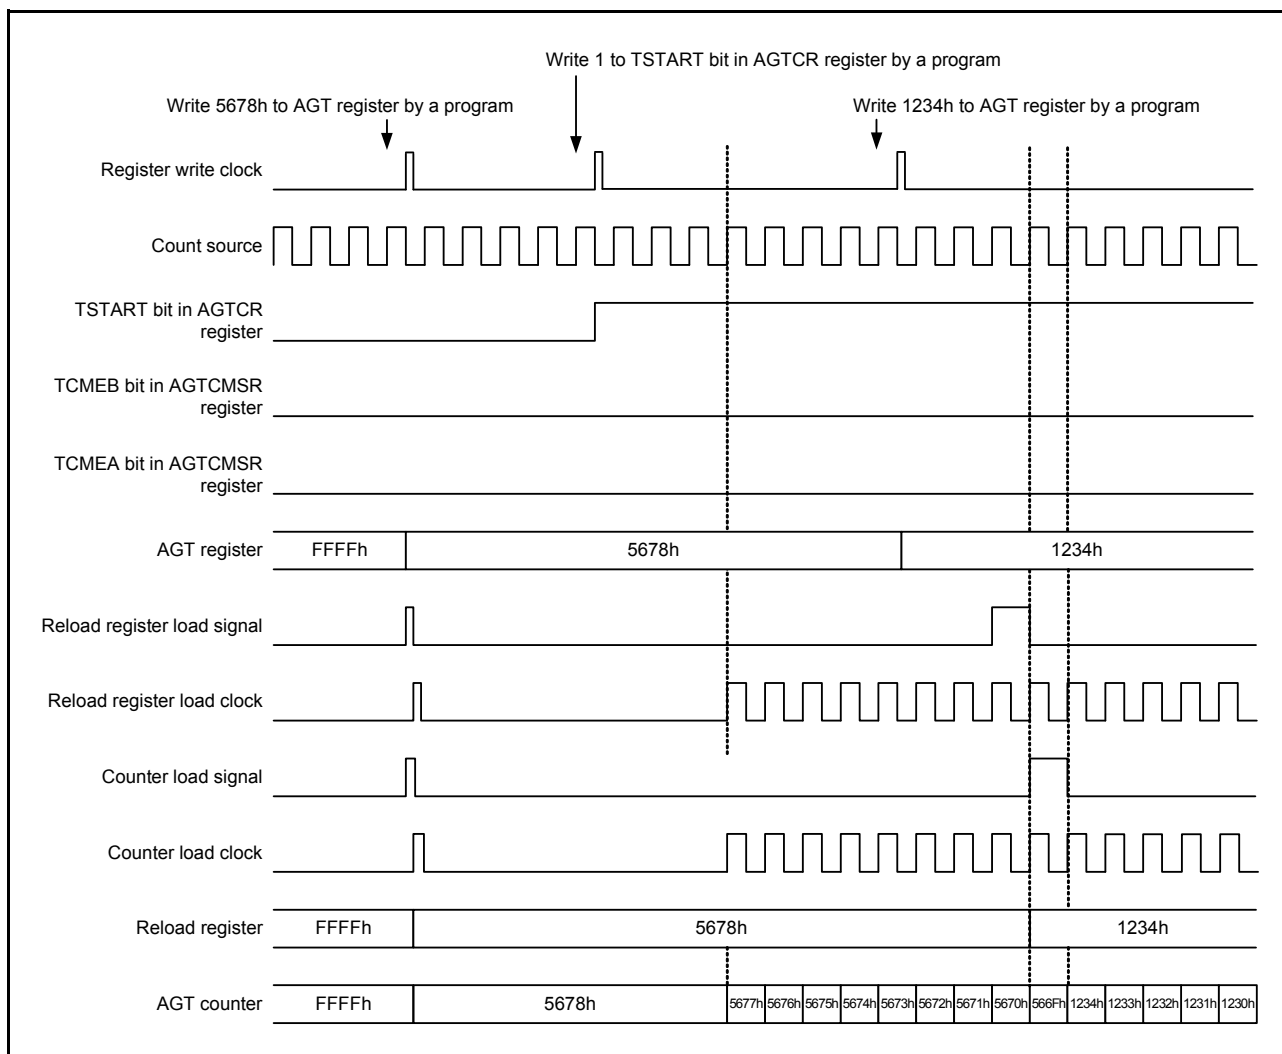 Write 1 to TSTART bit in AGTCR register by a program
Write 5678h to AGT register by a program
Write 1234h to AGT register by a program
Register write clock
Count source
TSTART bit in AGTCR
register
TCMEB bit in AGTCMSR
register
TCMEA bit in AGTCMSR
register
AGT register FFFFh 5678h 1234h
Reload register load signal
Reload register load clock
Counter load signal
Counter load clock
Reload register FFFFh 5678h 1234h
AGT counter FFFFh 5678h 5677h 5676h 5675h 5674h 5673h 5672h 5671h 5670h 566Fh 1234h 1233h 1232h 1231h 1230h